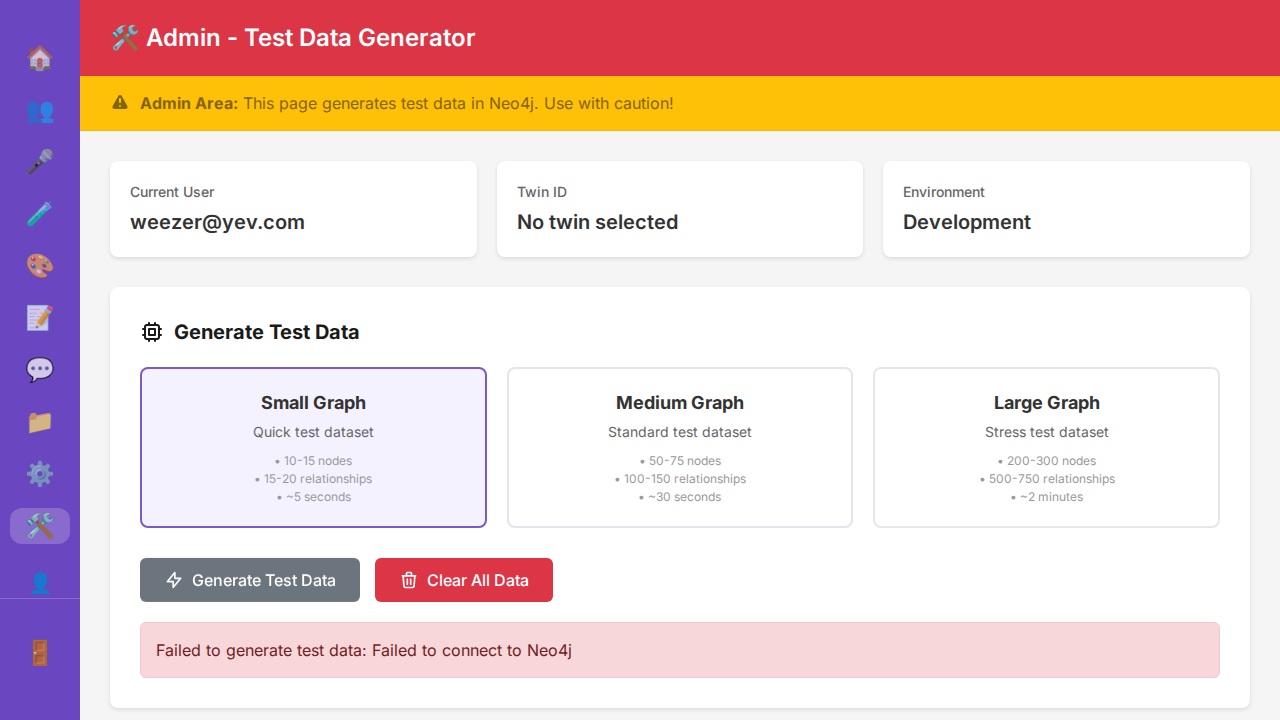 Admin - Test Data Generator
Admin Area: This page generates test data in Neo4j. Use with caution!
Current User
weezer@yev.com
Twin ID
No twin selected
Environment
Development
Generate Test Data
Small Graph
Quick test dataset
• 10-15 nodes
• 15-20 relationships
• ~5 seconds
Medium Graph
Standard test dataset
• 50-75 nodes
• 100-150 relationships
• ~30 seconds
Large Graph
Stress test dataset
• 200-300 nodes
• 500-750 relationships
• ~2 minutes
Generate Test Data
Clear All Data
Failed to generate test data: Failed to connect to Neo4j